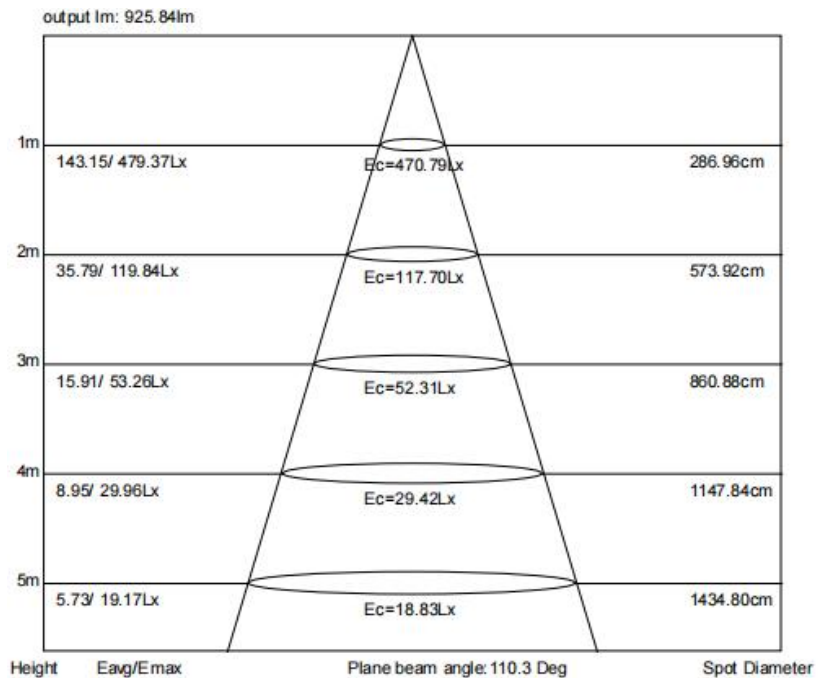 output lm: 925.84lm
1m
143.15/ 479.37Lx
Ec=470.79Lx
286.96cm
2m
35.79/ 119.84Lx
Ec=117.70Lx
573.92cm
3m
15.91/ 53.26Lx
Ec=52.31Lx
860.88cm
4m
8.95/ 29.96Lx
Ec=29.42Lx
1147.84cm
5m
5.73/ 19.17Lx
Ec=18.83Lx
1434.80cm
Height Eavg/Emax Plane beam angle:110.3 Deg Spot Diameter